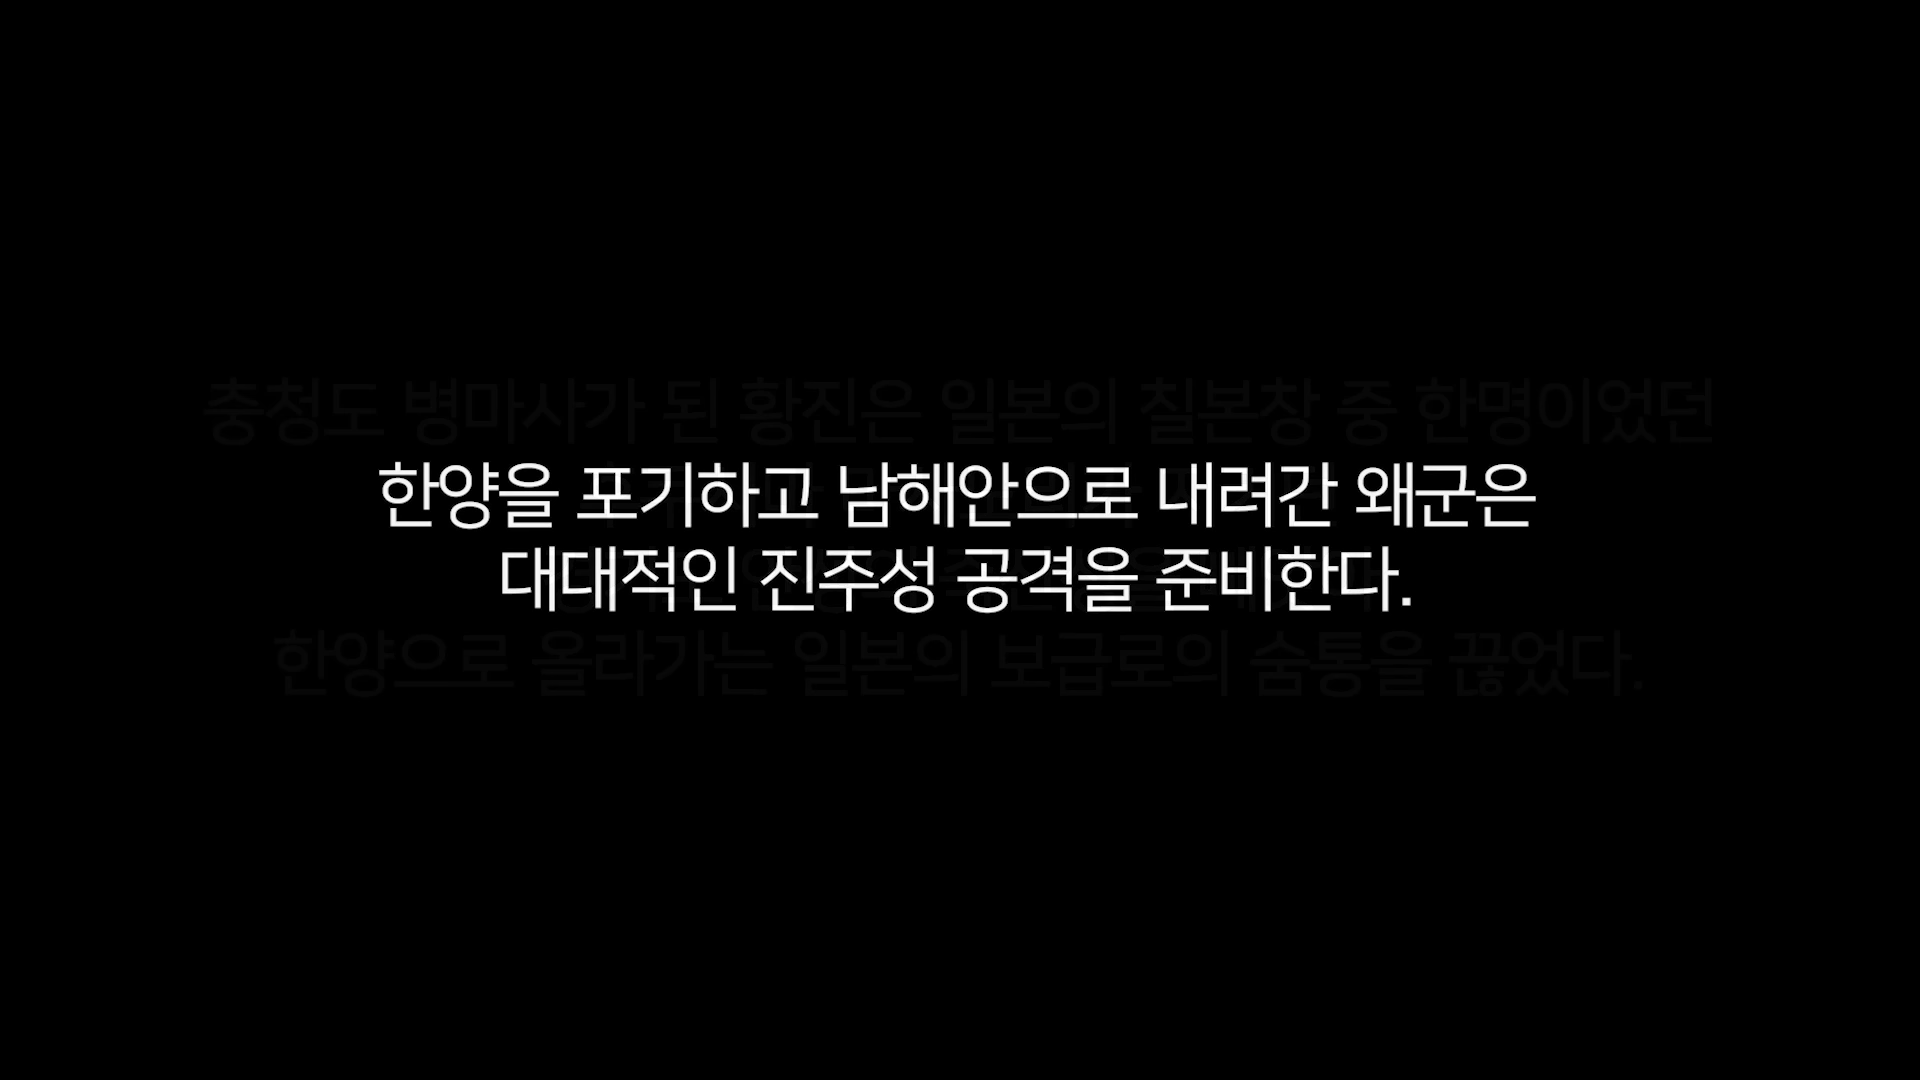 충청도 병마사가 된 황진은 일본의 칠본창 중 한명이었던
한양을 포기하고 남해안으로 내려간 왜군은
대대적인 진주성 공격을 준비한다.
한양으로 올라가는 일본의 보급로의 숨통을 끊었다.